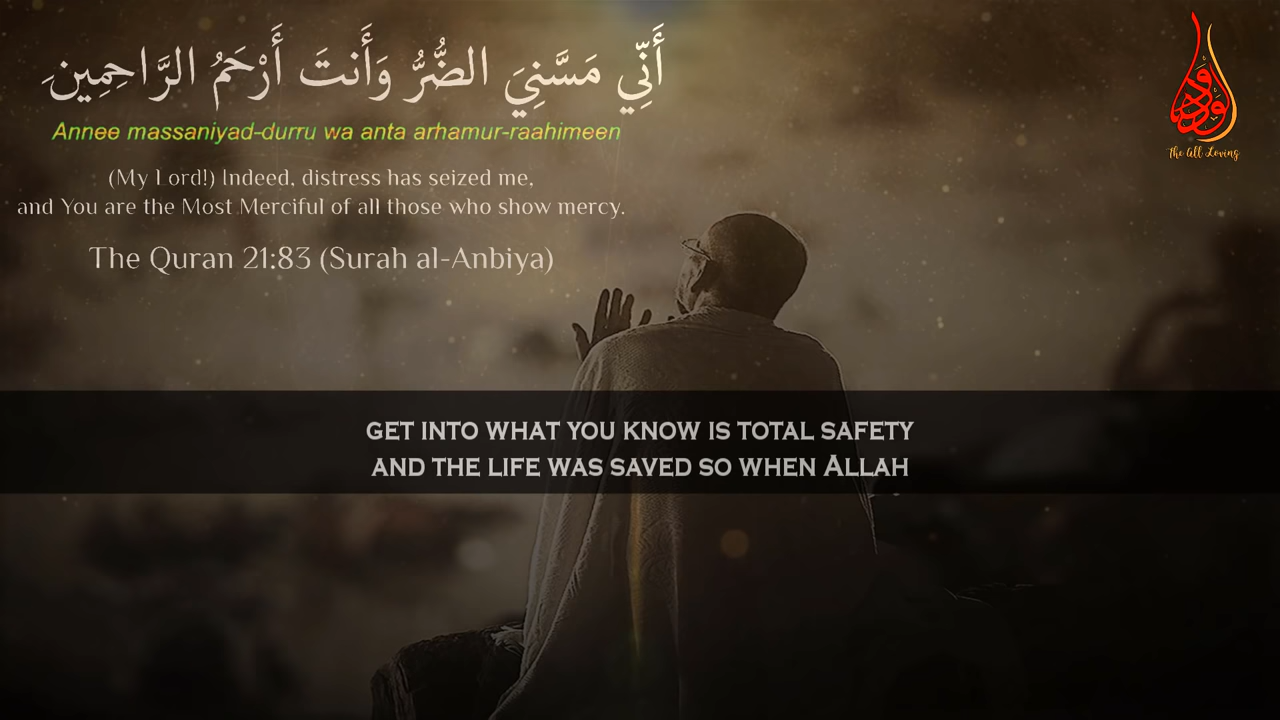 أَنِّي مَسَّنِيَ الضُّرُّ وَأَنتَ أَرْحَمُ الرَّاحِمِينَ
Annee massaniyad-durru wa anta arhamur-raahimeen
(My Lord!) Indeed, distress has seized me,
and You are the Most Merciful of all those who show mercy.
The Quran 21:83 (Surah al-Anbiya)
The All Loving
GET INTO WHAT YOU KNOW IS TOTAL SAFETY
AND THE LIFE WAS SAVED SO WHEN ALLAH